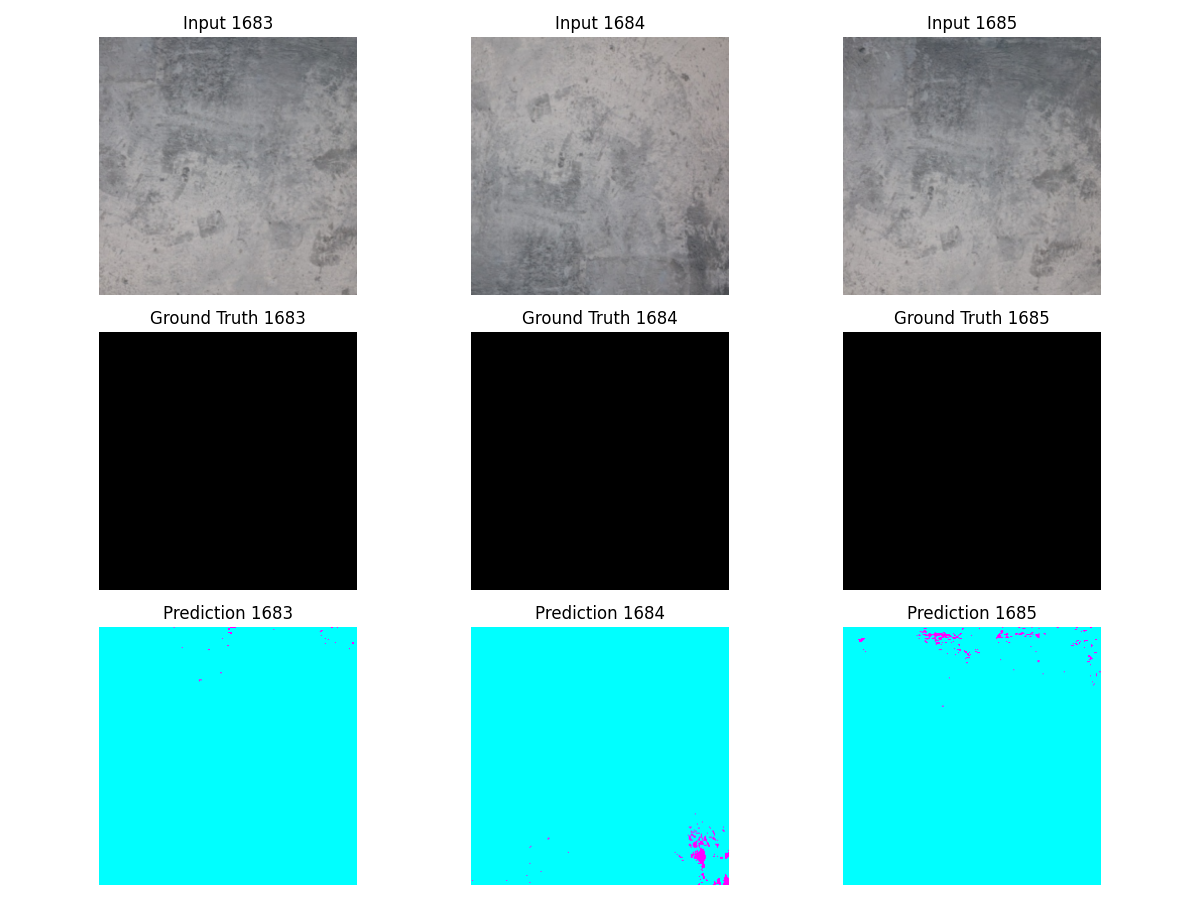 Input 1683
Input 1684
Input 1685
Ground Truth 1683
Ground Truth 1684
Ground Truth 1685
Prediction 1683
Prediction 1684
Prediction 1685